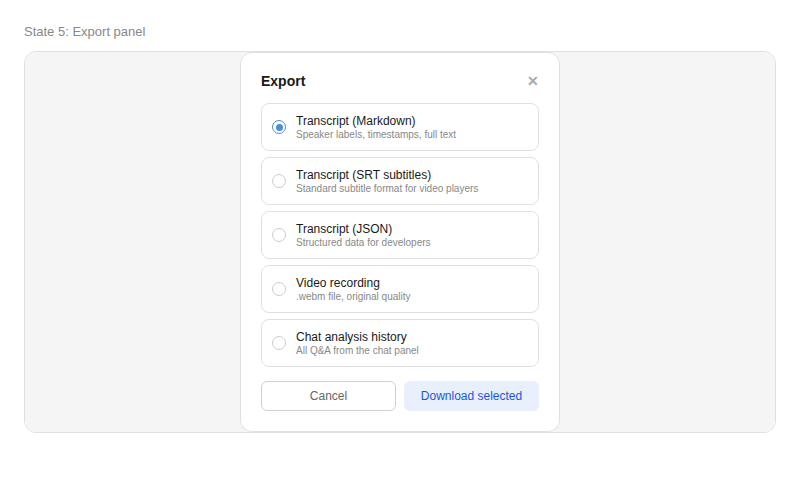 State 5: Export panel
Export ×
Transcript (Markdown)
Speaker labels, timestamps, full text
Transcript (SRT subtitles)
Standard subtitle format for video players
Transcript (JSON)
Structured data for developers
Video recording
.webm file, original quality
Chat analysis history
All Q&A from the chat panel
Cancel Download selected